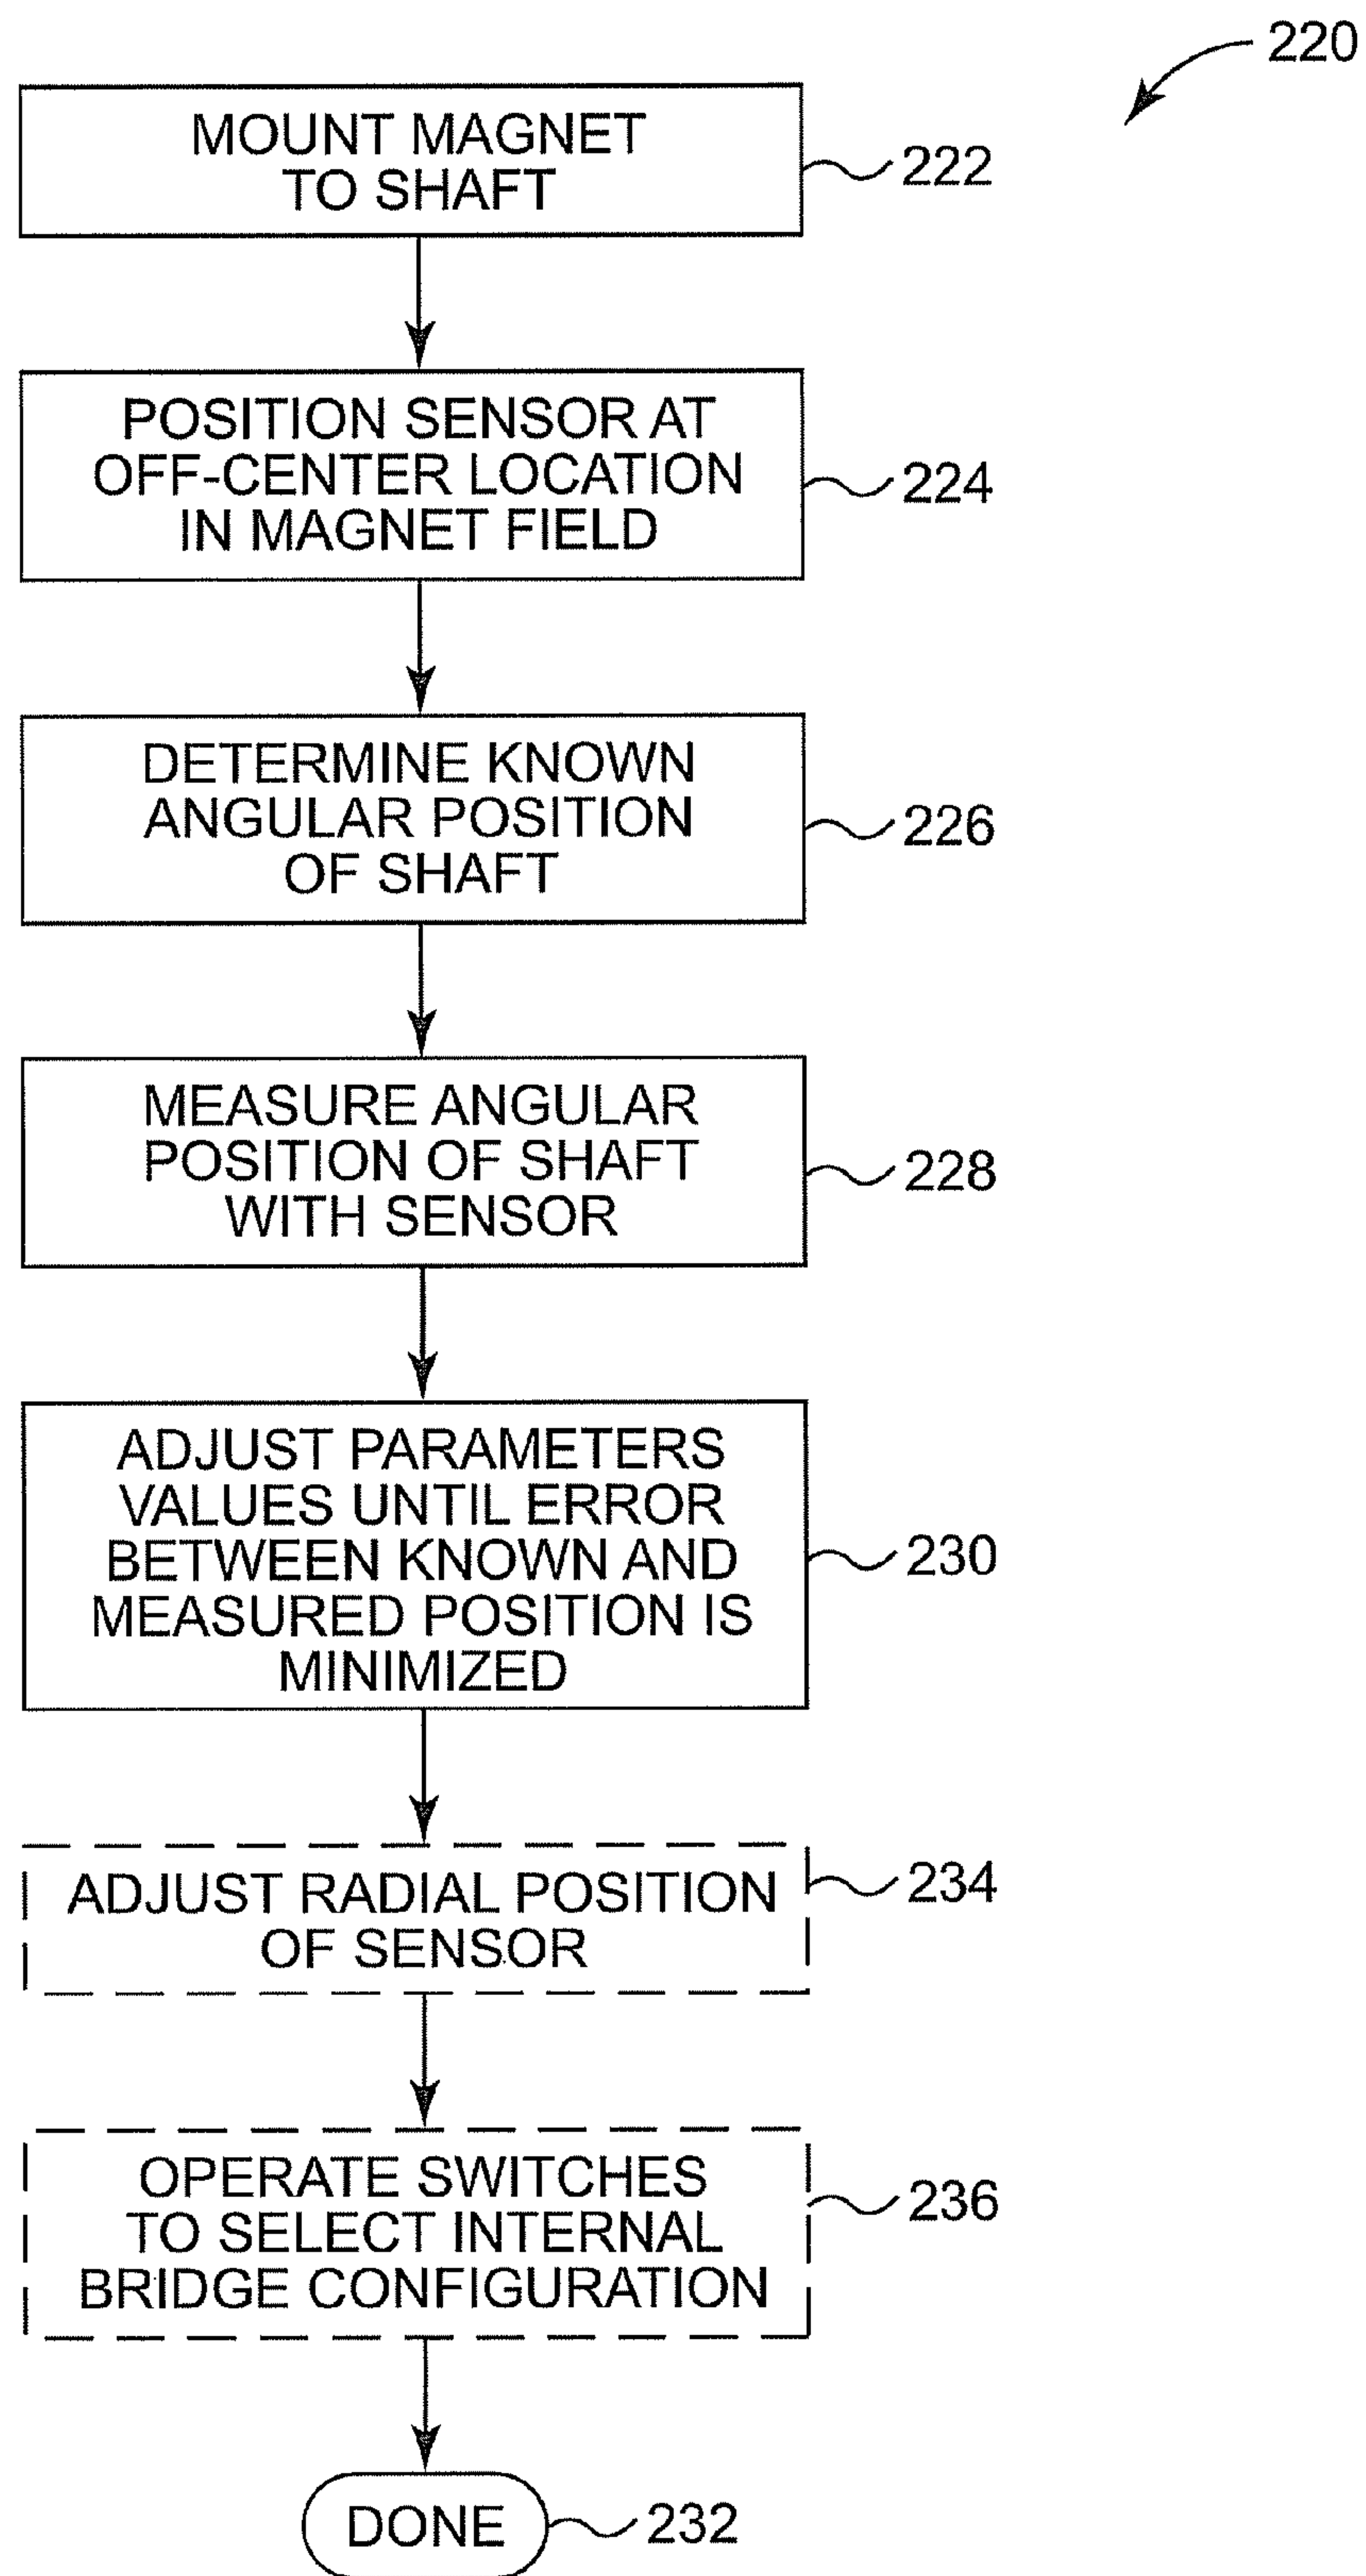 220
MOUNT MAGNET
TO SHAFT
222
POSITION SENSOR AT
OFF-CENTER LOCATION
IN MAGNET FIELD
224
DETERMINE KNOWN
ANGULAR POSITION
OF SHAFT
226
MEASURE ANGULAR
POSITION OF SHAFT
WITH SENSOR
228
ADJUST PARAMETERS
VALUES UNTIL ERROR
BETWEEN KNOWN AND
MEASURED POSITION IS
MINIMIZED
230
ADJUST RADIAL POSITION
OF SENSOR
234
OPERATE SWITCHES
TO SELECT INTERNAL
BRIDGE CONFIGURATION
236
DONE
232